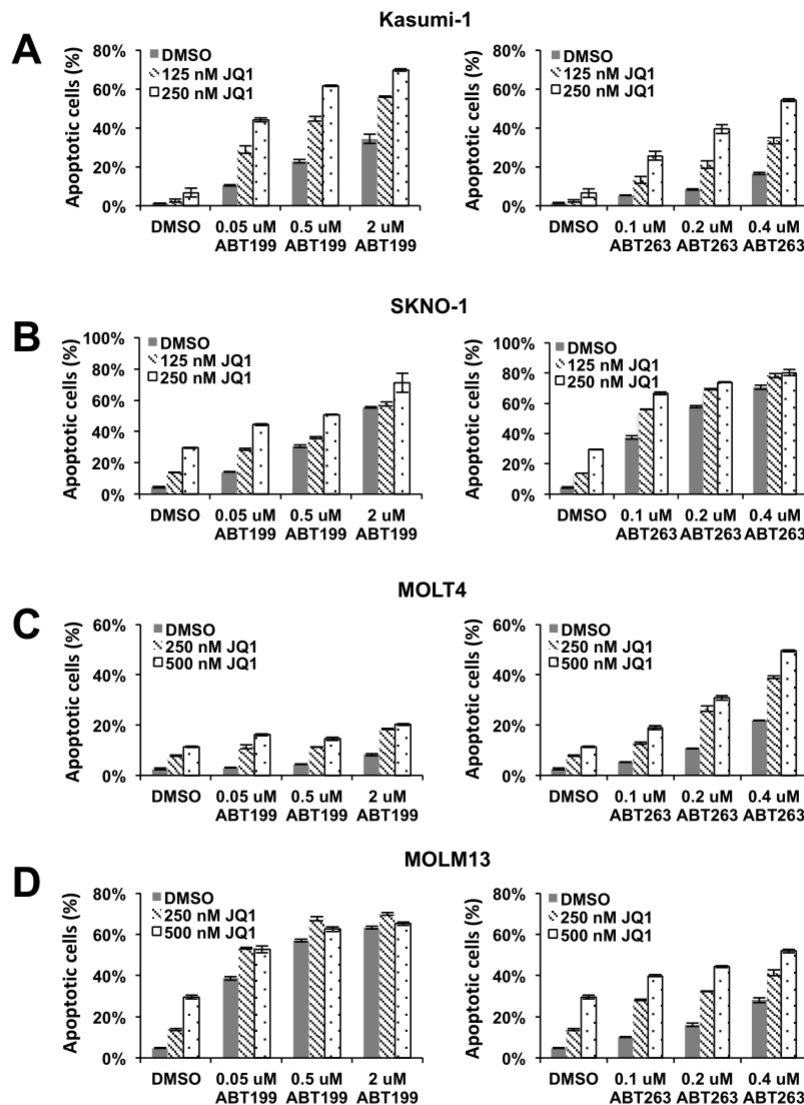 Kasumi-1
A
Apoptotic cells (%)
80%
60%
40%
20%
0%
DMSO
125 nM JQ1
250 nM JQ1
DMSO 0.05 uM 0.5 uM 2 uM
ABT199 ABT199 ABT199
Apoptotic cells (%)
80%
60%
40%
20%
0%
DMSO
125 nM JQ1
250 nM JQ1
DMSO 0.1 uM 0.2 uM 0.4 uM
ABT263 ABT263 ABT263
SKNO-1
B
Apoptotic cells (%)
100%
80%
60%
40%
20%
0%
DMSO
125 nM JQ1
250 nM JQ1
DMSO 0.05 uM 0.5 uM 2 uM
ABT199 ABT199 ABT199
Apoptotic cells (%)
100%
80%
60%
40%
20%
0%
DMSO
125 nM JQ1
250 nM JQ1
DMSO 0.1 uM 0.2 uM 0.4 uM
ABT263 ABT263 ABT263
MOLT4
C
Apoptotic cells (%)
60%
40%
20%
0%
DMSO
250 nM JQ1
500 nM JQ1
DMSO 0.05 uM 0.5 uM 2 uM
ABT199 ABT199 ABT199
Apoptotic cells (%)
60%
40%
20%
0%
DMSO
250 nM JQ1
500 nM JQ1
DMSO 0.1 uM 0.2 uM 0.4 uM
ABT263 ABT263 ABT263
MOLM13
D
Apoptotic cells (%)
80%
60%
40%
20%
0%
DMSO
250 nM JQ1
500 nM JQ1
DMSO 0.05 uM 0.5 uM 2 uM
ABT199 ABT199 ABT199
Apoptotic cells (%)
80%
60%
40%
20%
0%
DMSO
250 nM JQ1
500 nM JQ1
DMSO 0.1 uM 0.2 uM 0.4 uM
ABT263 ABT263 ABT263